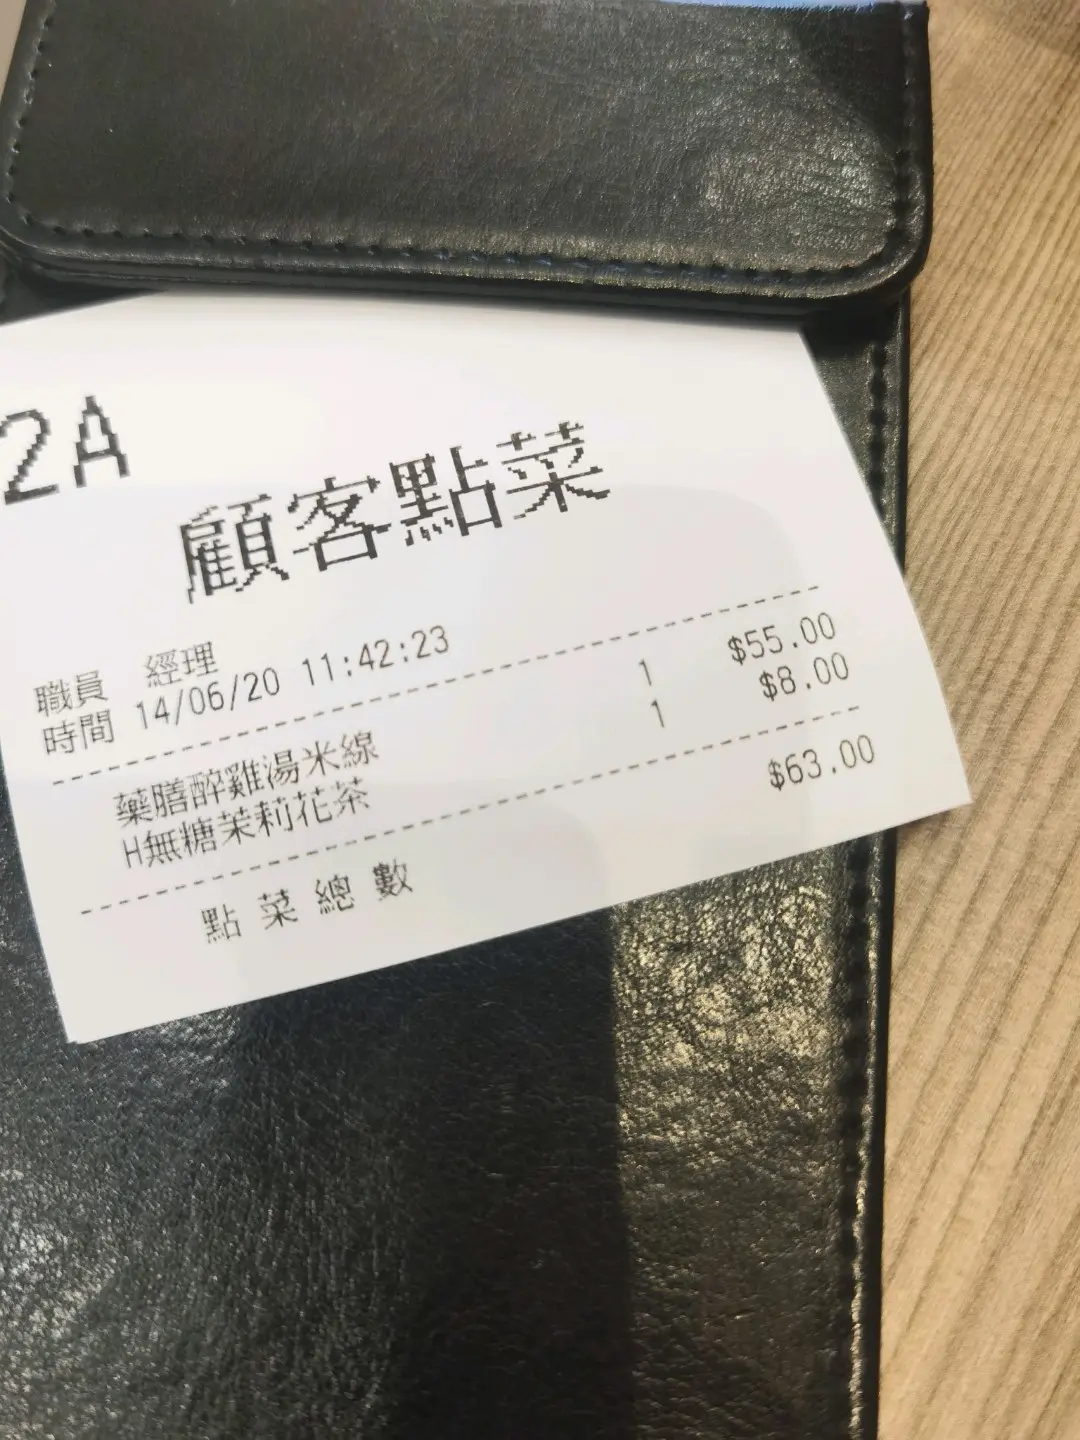 2A
顧客點菜
職員 經理
時間 14/06/20 11:42:23
藥膳醉雞湯米線 1 $55.00
H無糖茉莉花茶 1 $8.00
點菜總數 $63.00